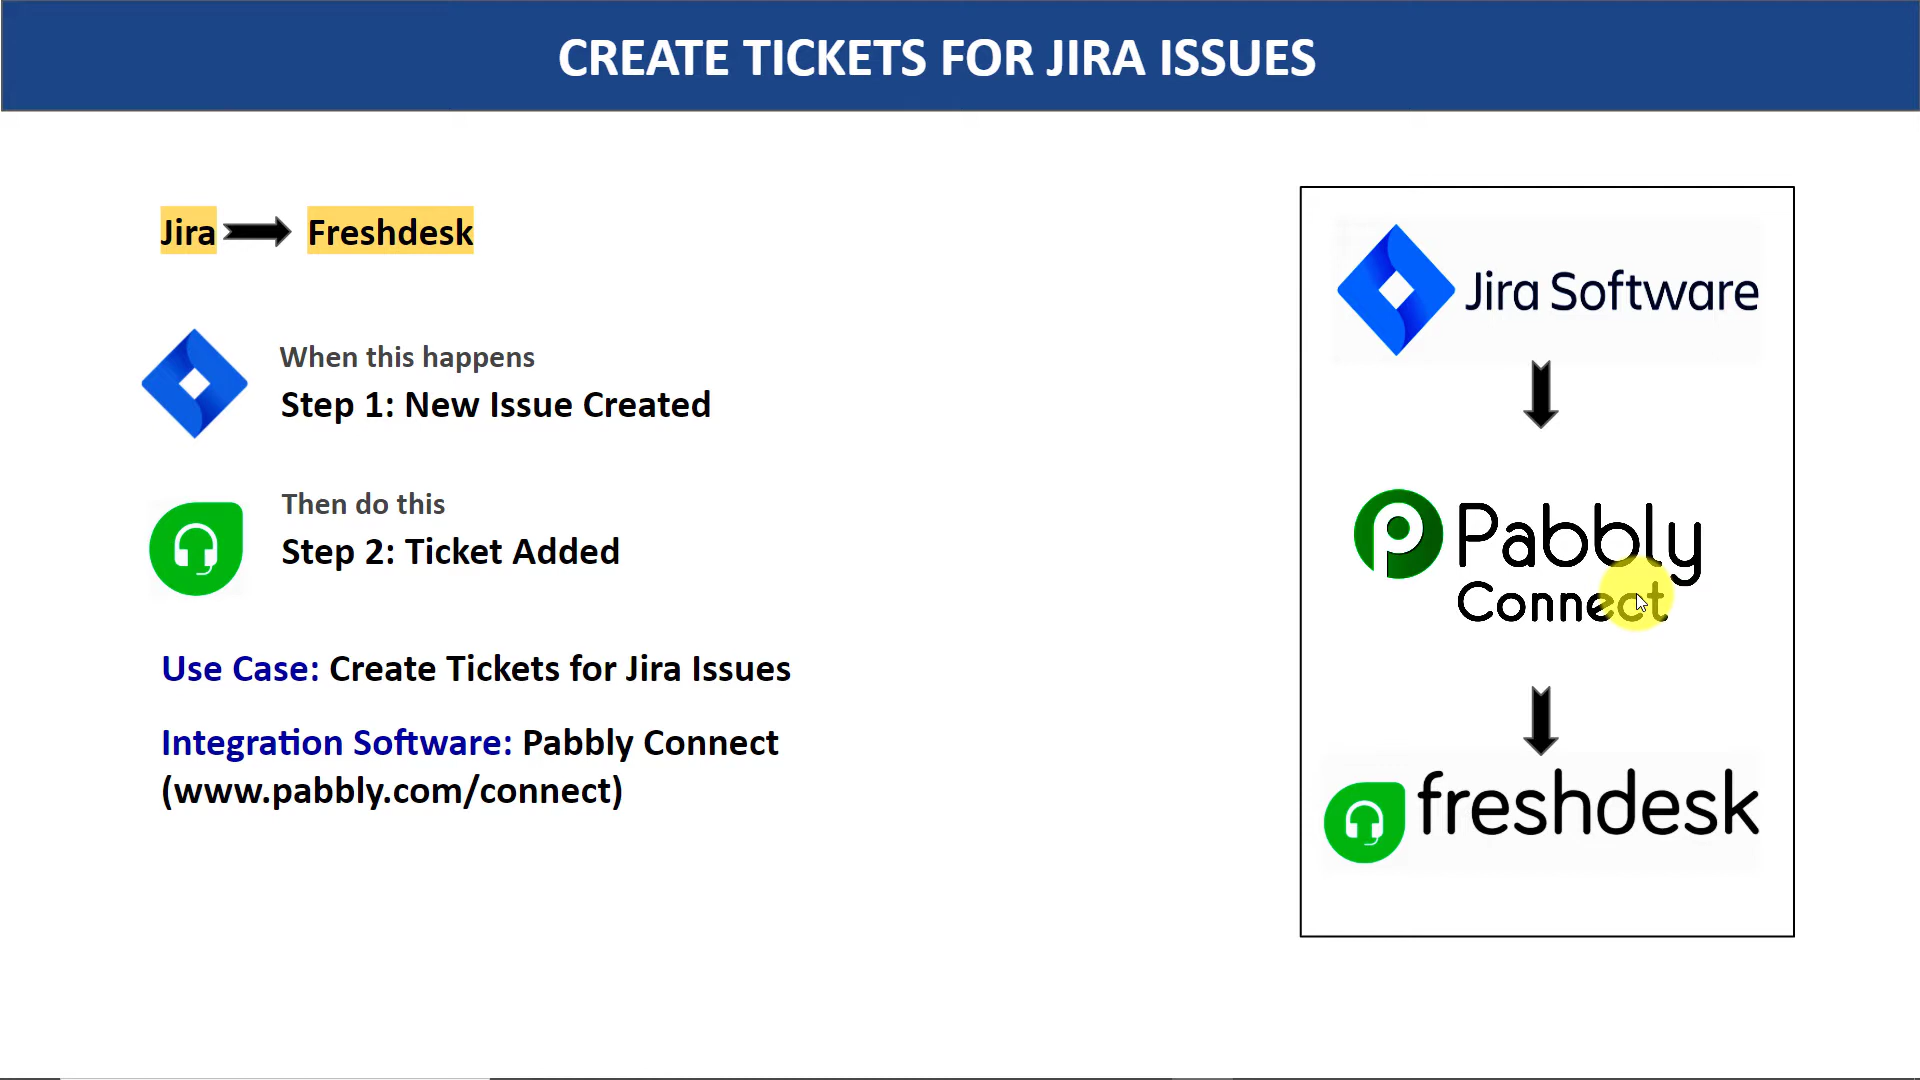 CREATE TICKETS FOR JIRA ISSUES
Jira Freshdesk
When this happens
Step 1: New Issue Created
Then do this
Step 2: Ticket Added
Use Case: Create Tickets for Jira Issues
Integration Software: Pabbly Connect
(www.pabbly.com/connect)
Jira Software
Pabbly
Connect
freshdesk